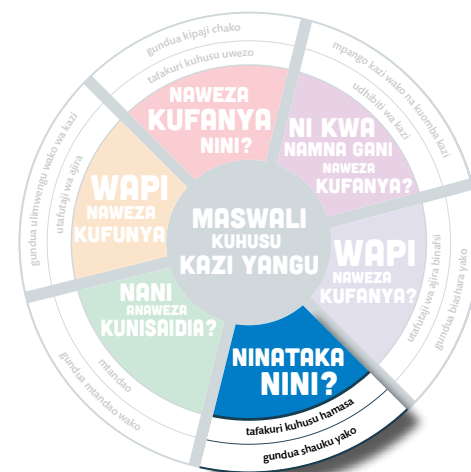 MASWALI
KUHUSU
KAZI YANGU
NAWEZA
KUFANYA
NINI?
tafakuri kuhusu uwezo
gundua kipaji chako
NI KWA
NAMNA GANI
NAWEZA
KUFANYA?
udhibiti wa kazi
mpango kazi wako na kuomba kazi
WAPI
NAWEZA
KUFANYA?
utafutaji wa ajira binafsi
gundua biashara yako
NINATAKA
NINI?
tafakuri kuhusu hamasa
gundua shauku yako
NANI
ANAWEZA
KUNISAIDIA?
mtandao
gundua mtandao wako
WAPI
NAWEZA
KUFUNYA
utafutaji wa ajira
gundua ulimwengu wako wa kazi